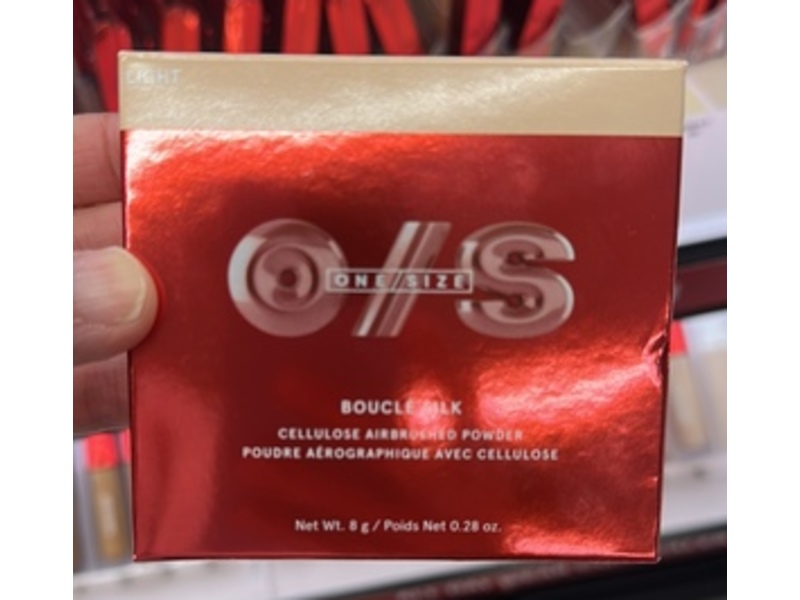 LIGHT
O/S
ONE/SIZE
BOUCLÉ SILK
CELLULOSE AIRBRUSHED POWDER
POUDRE AÉROGRAPHIQUE AVEC CELLULOSE
Net Wt. 8 g / Poids Net 0.28 oz.